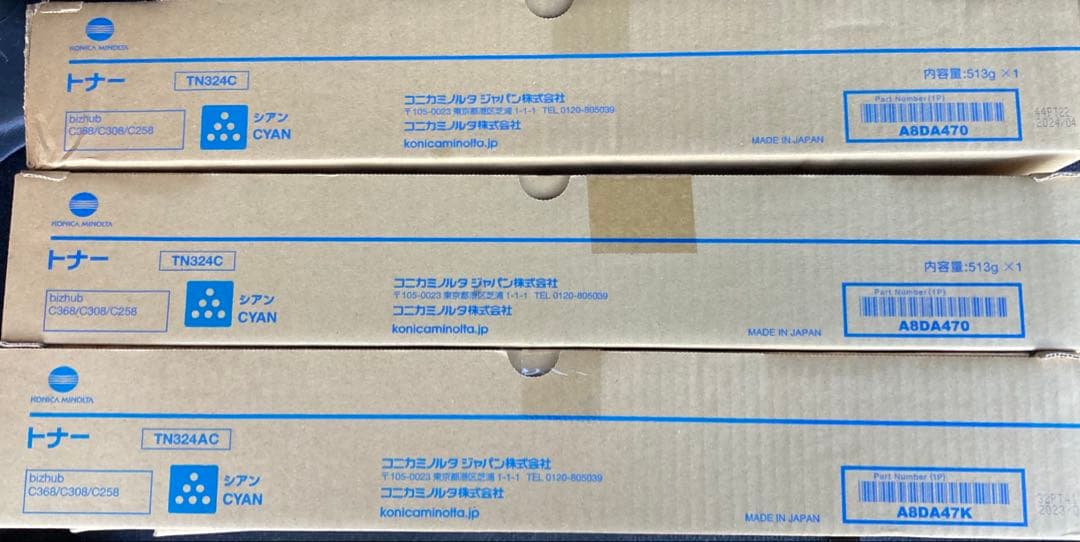 KONICA MINOLTA
トナー TN324C
bizhub
C368/C308/C258
シアン
CYAN
コニカミノルタ ジャパン株式会社
〒105-0023 東京都港区芝浦 1-1-1 TEL 0120-805039
コニカミノルタ株式会社
konicaminolta.jp
内容量:513g ×1
Part Number(1P)
A8DA470
MADE IN JAPAN
44PT22
2024/04
KONICA MINOLTA
トナー TN324C
bizhub
C368/C308/C258
シアン
CYAN
コニカミノルタ ジャパン株式会社
〒105-0023 東京都港区芝浦 1-1-1 TEL 0120-805039
コニカミノルタ株式会社
konicaminolta.jp
内容量:513g ×1
Part Number(1P)
A8DA470
MADE IN JAPAN
KONICA MINOLTA
トナー TN324AC
bizhub
C368/C308/C258
シアン
CYAN
コニカミノルタ ジャパン株式会社
〒105-0023 東京都港区芝浦 1-1-1 TEL 0120-805039
コニカミノルタ株式会社
konicaminolta.jp
Part Number(1P)
A8DA47K
MADE IN JAPAN